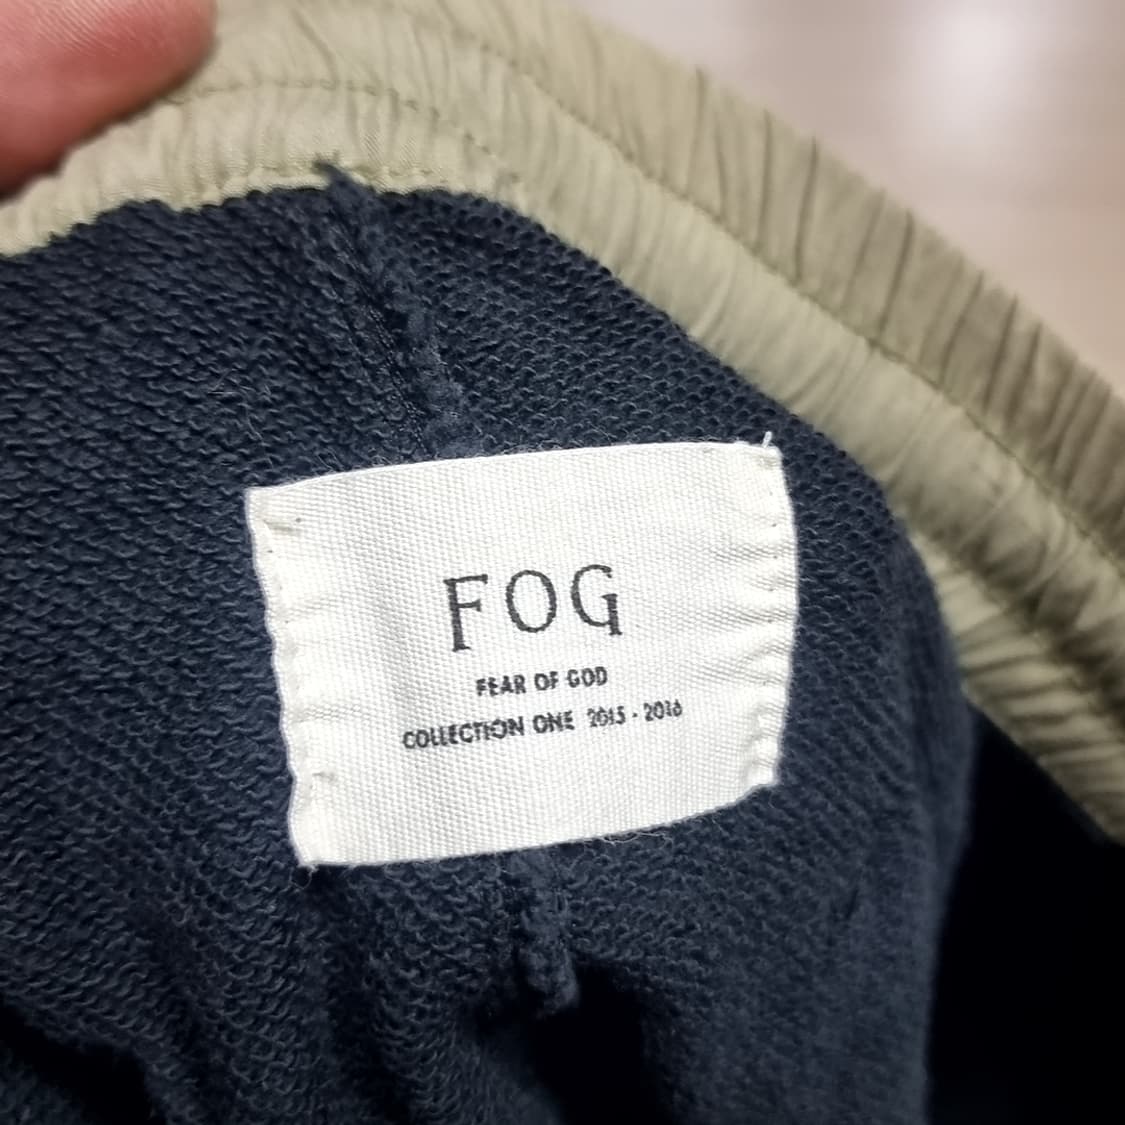 FOG
FEAR OF GOD
COLLECTION ONE 2015 - 2016